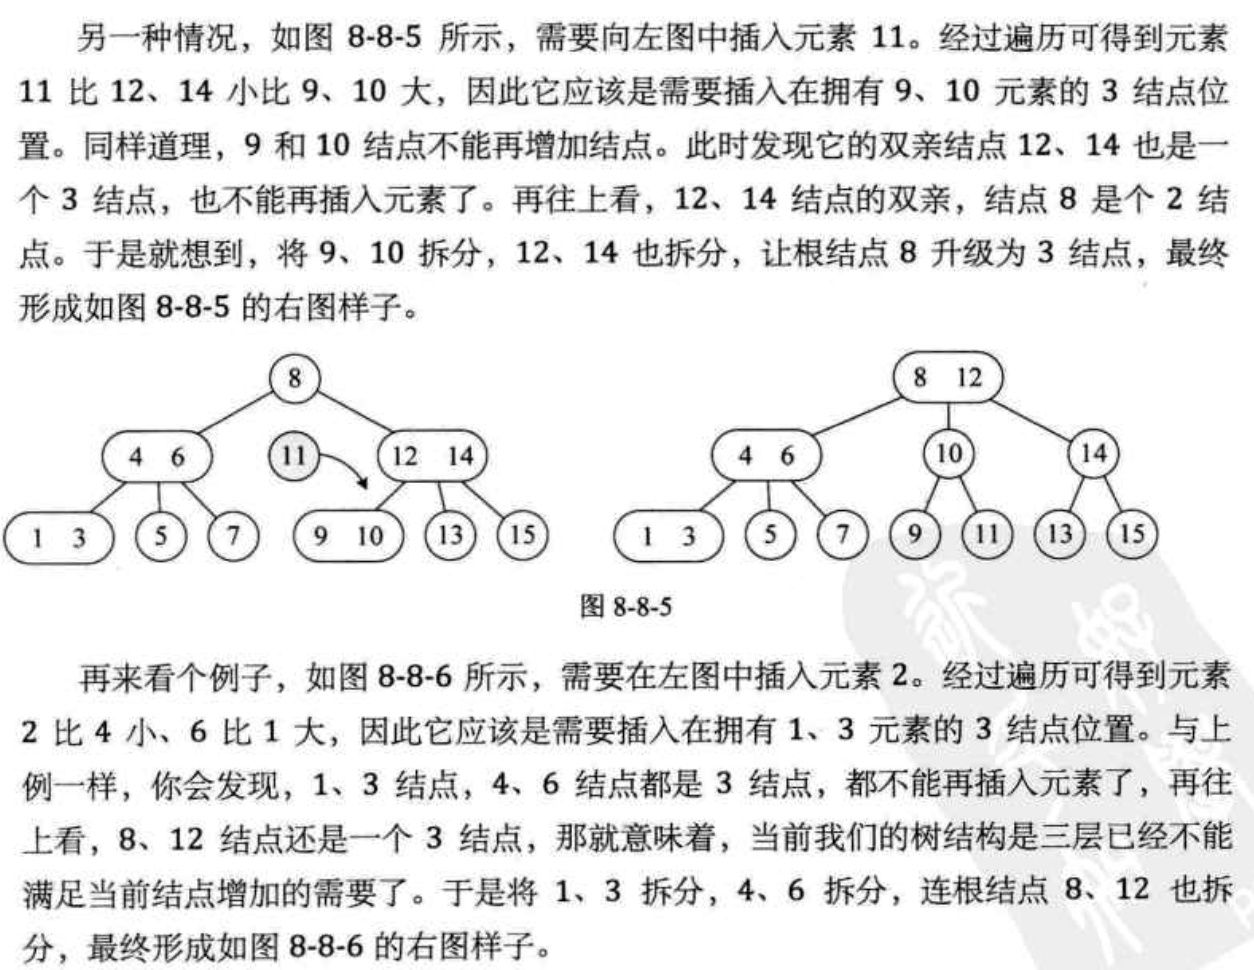 另一种情况，如图 8-8-5 所示，需要向左图中插入元素 11。经过遍历可得到元素
11 比 12、14 小比 9、10 大，因此它应该是需要插入在拥有 9、10 元素的 3 结点位
置。同样道理，9 和 10 结点不能再增加结点。此时发现它的双亲结点 12、14 也是一
个 3 结点，也不能再插入元素了。再往上看，12、14 结点的双亲，结点 8 是个 2 结
点。于是就想到，将 9、10 拆分，12、14 也拆分，让根结点 8 升级为 3 结点，最终
形成如图 8-8-5 的右图样子。
8
4 6
11
12 14
1 3
5
7
9 10
13
15
8 12
4 6
10
14
1 3
5
7
9
11
13
15
图 8-8-5
再来看个例子，如图 8-8-6 所示，需要在左图中插入元素 2。经过遍历可得到元素
2 比 4 小、6 比 1 大，因此它应该是需要插入在拥有 1、3 元素的 3 结点位置。与上
例一样，你会发现，1、3 结点，4、6 结点都是 3 结点，都不能再插入元素了，再往
上看，8、12 结点还是一个 3 结点，那就意味着，当前我们的树结构是三层已经不能
满足当前结点增加的需要了。于是将 1、3 拆分，4、6 拆分，连根结点 8、12 也拆
分，最终形成如图 8-8-6 的右图样子。